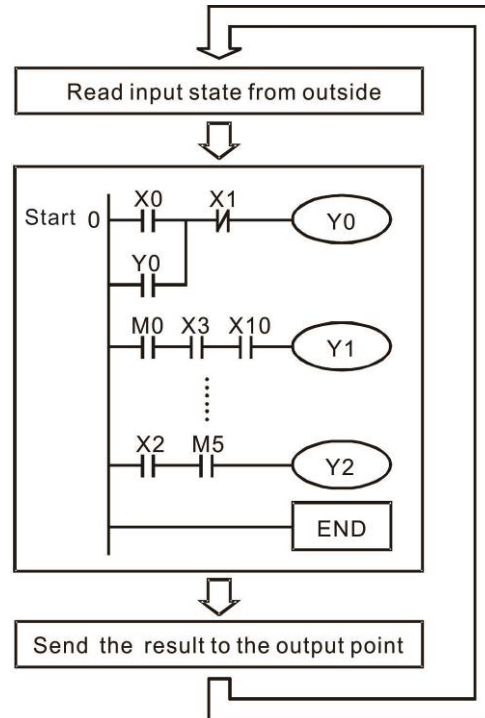 Read input state from outside
X0 X1
Start 0
Y0
Y0
M0 X3 X10
Y1
X2 M5
Y2
END
Send the result to the output point